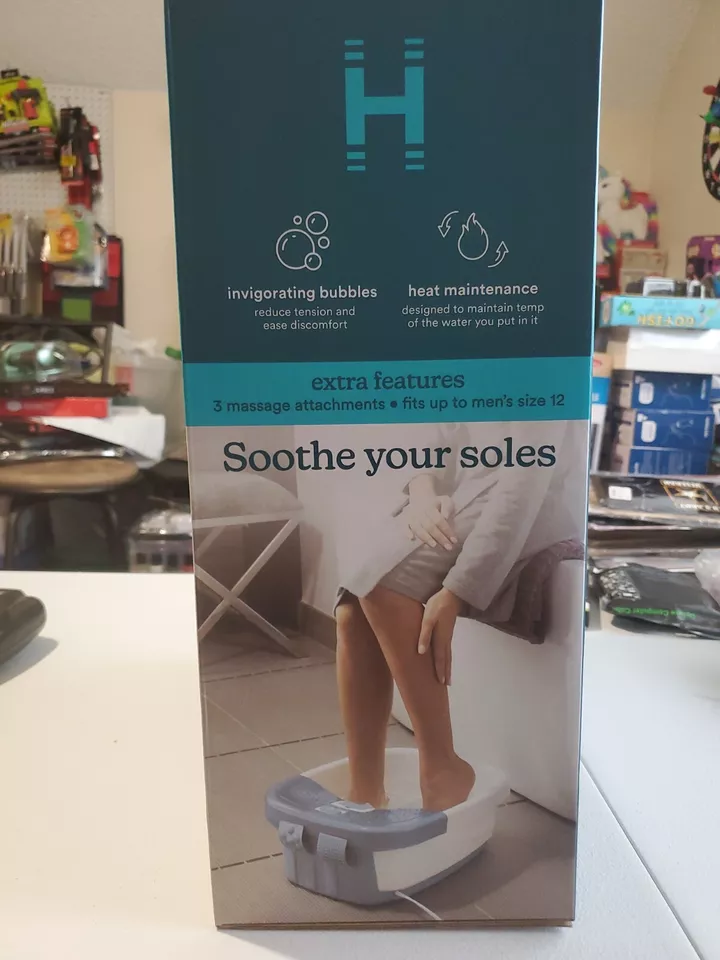 H
invigorating bubbles
reduce tension and
ease discomfort
heat maintenance
designed to maintain temp
of the water you put in it
extra features
3 massage attachments • fits up to men's size 12
Soothe your soles